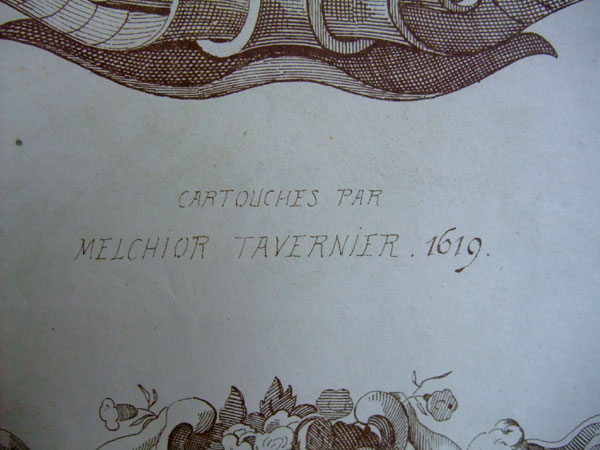 CARTOUCHES PAR
MELCHIOR TAVERNIER. 1619.